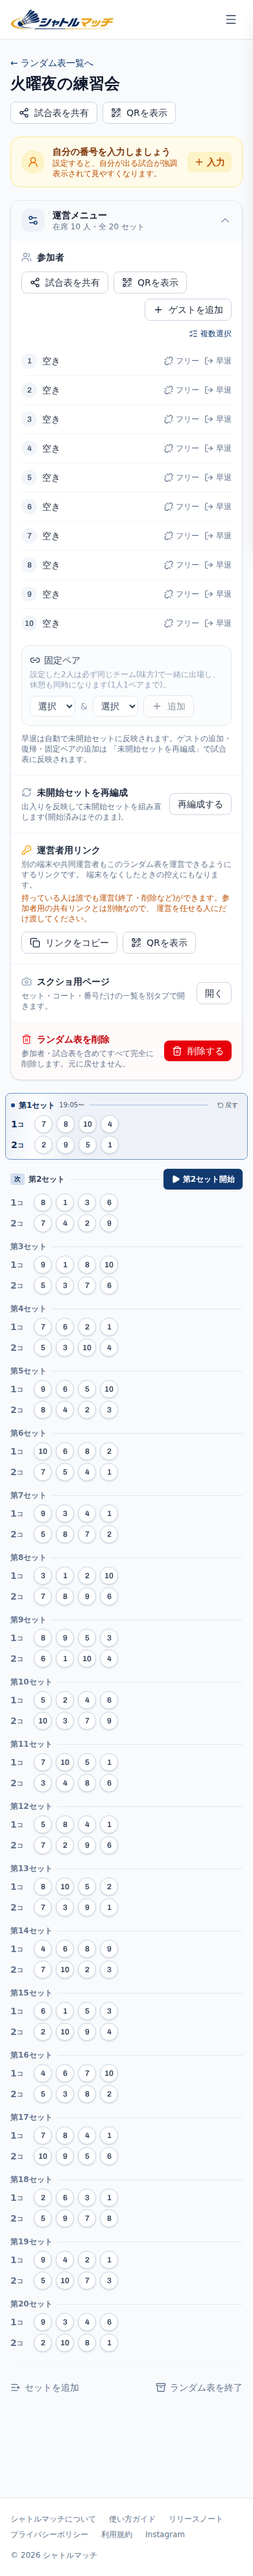 シャトルマッチ
← ランダム表一覧へ
火曜夜の練習会
試合表を共有 QRを表示
自分の番号を入力しましょう
設定すると、自分が出る試合が強調
表示されて見やすくなります。
＋ 入力
運営メニュー
在席 10 人・全 20 セット
参加者
試合表を共有 QRを表示
＋ ゲストを追加
複数選択
1 空き フリー 早退
2 空き フリー 早退
3 空き フリー 早退
4 空き フリー 早退
5 空き フリー 早退
6 空き フリー 早退
7 空き フリー 早退
8 空き フリー 早退
9 空き フリー 早退
10 空き フリー 早退
固定ペア
設定した2人は必ず同じチーム(味方)で一緒に出場し、
休憩も同時になります(1人1ペアまで)。
選択 & 選択 ＋ 追加
早退は自動で未開始セットに反映されます。ゲストの追加・
復帰・固定ペアの追加は 「未開始セットを再編成」で試合
表に反映されます。
未開始セットを再編成
出入りを反映して未開始セットを組み直
します(開始済みはそのまま)。
再編成する
運営者用リンク
別の端末や共同運営者もこのランダム表を運営できるように
するリンクです。 端末をなくしたときの控えにもなりま
す。
持っている人は誰でも運営(終了・削除など)ができます。参
加者用の共有リンクとは別物なので、 運営を任せる人にだ
け渡してください。
リンクをコピー QRを表示
スクショ用ページ
セット・コート・番号だけの一覧を別タブで開
きます。
開く
ランダム表を削除
参加者・試合表を含めてすべて完全に
削除します。元に戻せません。
削除する
第1セット 19:05〜 戻す
1コ 7 8 10 4
2コ 2 9 5 1
次 第2セット 第2セット開始
1コ 8 1 3 6
2コ 7 4 2 9
第3セット
1コ 9 1 8 10
2コ 5 3 7 6
第4セット
1コ 7 6 2 1
2コ 5 3 10 4
第5セット
1コ 9 6 5 10
2コ 8 4 2 3
第6セット
1コ 10 6 8 2
2コ 7 5 4 1
第7セット
1コ 9 3 4 1
2コ 5 8 7 2
第8セット
1コ 3 1 2 10
2コ 7 8 9 6
第9セット
1コ 8 9 5 3
2コ 6 1 10 4
第10セット
1コ 5 2 4 6
2コ 10 3 7 9
第11セット
1コ 7 10 5 1
2コ 3 4 8 6
第12セット
1コ 5 8 4 1
2コ 7 2 9 6
第13セット
1コ 8 10 5 2
2コ 7 3 9 1
第14セット
1コ 4 6 8 9
2コ 7 10 2 3
第15セット
1コ 6 1 5 3
2コ 2 10 9 4
第16セット
1コ 4 6 7 10
2コ 5 3 8 2
第17セット
1コ 7 8 4 1
2コ 10 9 5 6
第18セット
1コ 2 6 3 1
2コ 5 9 7 8
第19セット
1コ 9 4 2 1
2コ 5 10 7 3
第20セット
1コ 9 3 4 6
2コ 2 10 8 1
セットを追加 ランダム表を終了
シャトルマッチについて 使い方ガイド リリースノート
プライバシーポリシー 利用規約 Instagram
© 2026 シャトルマッチ